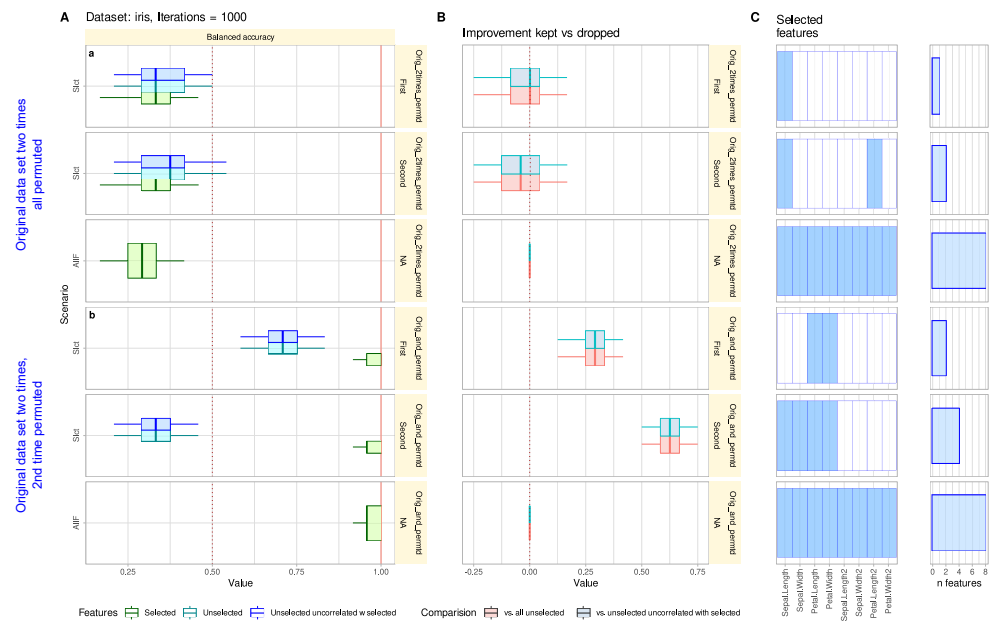 A
Dataset: iris, Iterations = 1000
Balanced accuracy
B
Improvement kept vs dropped
C
Selected
features
Original data set two times
all permuted
Original data set two times,
2nd time permuted
Scenario
a
Slct
Orig_2times_permtd
First
Orig_2times_permtd
First
Slct
Orig_2times_permtd
Second
Orig_2times_permtd
Second
AllF
Orig_2times_permtd
NA
Orig_2times_permtd
NA
b
Slct
Orig_and_permtd
First
Orig_and_permtd
First
Slct
Orig_and_permtd
Second
Orig_and_permtd
Second
AllF
Orig_and_permtd
NA
Orig_and_permtd
NA
0.25 0.50 0.75 1.00
Value
-0.25 0.00 0.25 0.50 0.75
Value
Sepal.Length
Sepal.Width
Petal.Length
Petal.Width
Sepal.Length2
Sepal.Width2
Petal.Length2
Petal.Width2
0 2 4 6 8
n features
Features Selected Unselected Unselected uncorrelated w selected
Comparision vs. all unselected vs. unselected uncorrelated with selected